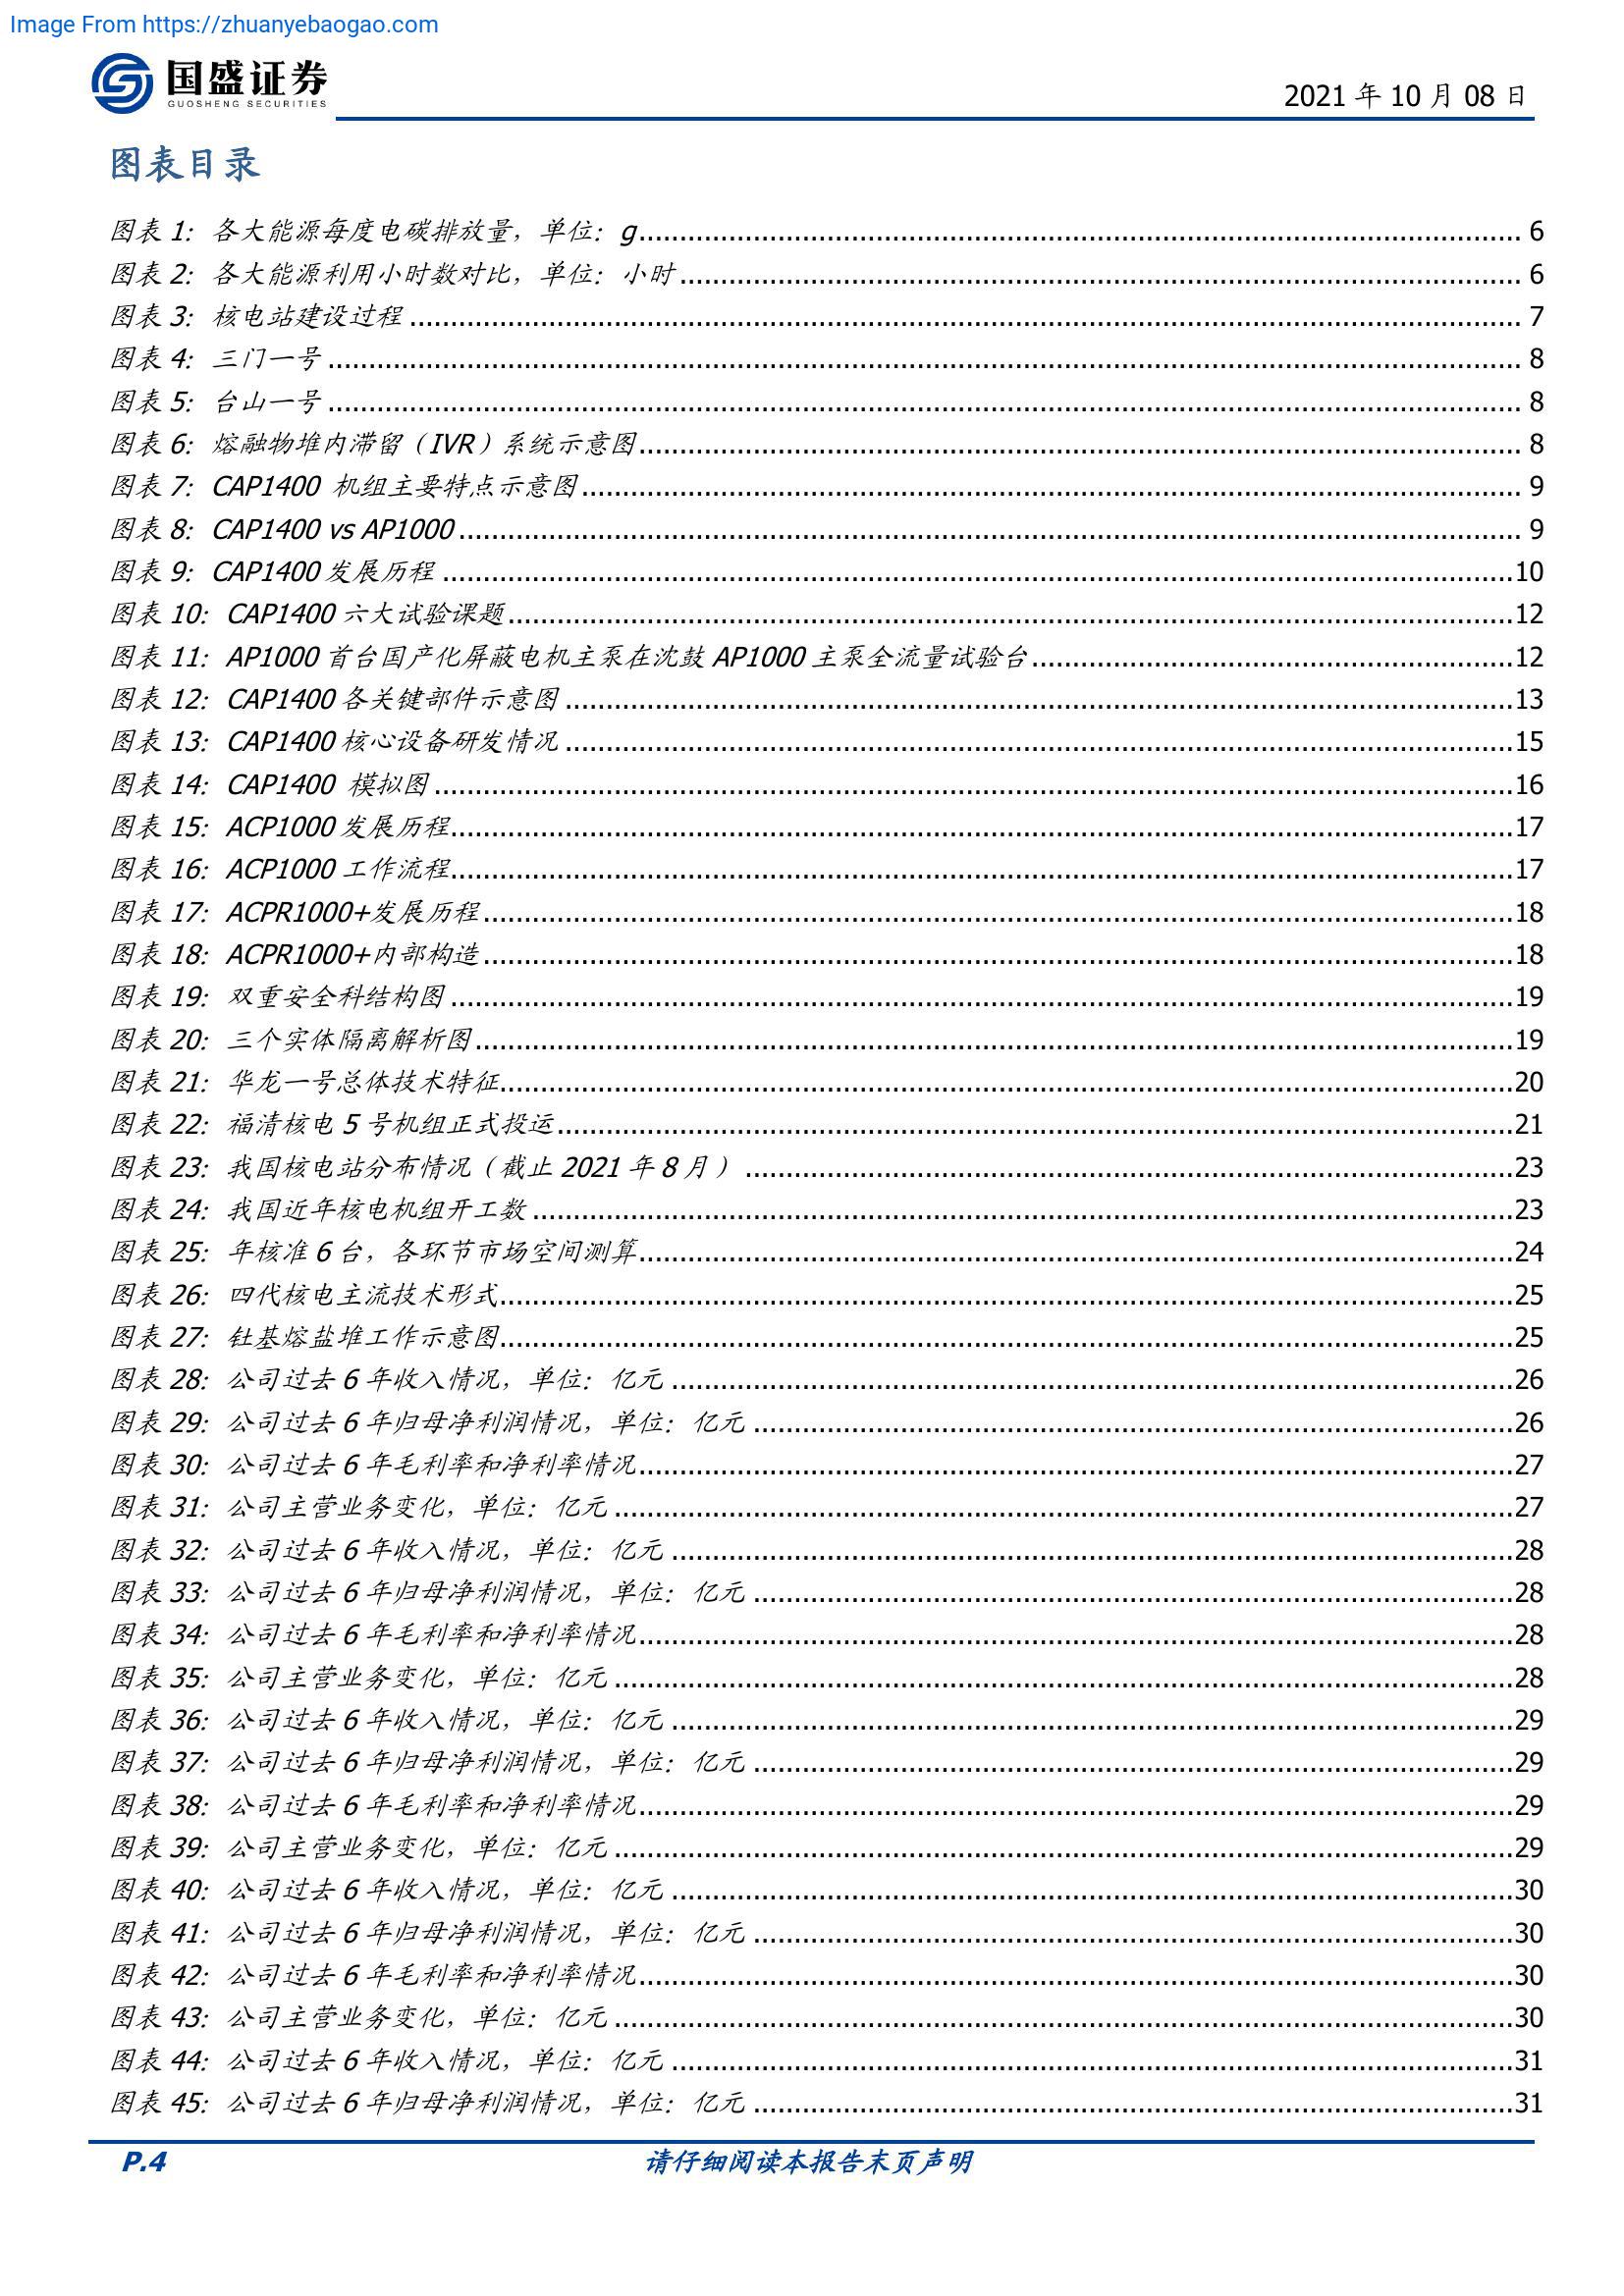 Image From https://zhuanyebaogao.com
国盛证券
GUOSHENG SECURITIES
2021 年 10 月 08 日
图表目录
图表 1: 各大能源每度电碳排放量，单位：g 6
图表 2: 各大能源利用小时数对比，单位：小时 6
图表 3: 核电站建设过程 7
图表 4: 三门一号 8
图表 5: 台山一号 8
图表 6: 熔融物堆内滞留（IVR）系统示意图 8
图表 7: CAP1400 机组主要特点示意图 9
图表 8: CAP1400 vs AP1000 9
图表 9: CAP1400 发展历程 10
图表 10: CAP1400 六大试验课题 12
图表 11: AP1000 首台国产化屏蔽电机主泵在沈鼓 AP1000 主泵全流量试验台 12
图表 12: CAP1400 各关键部件示意图 13
图表 13: CAP1400 核心设备研发情况 15
图表 14: CAP1400 模拟图 16
图表 15: ACP1000 发展历程 17
图表 16: ACP1000 工作流程 17
图表 17: ACPR1000+发展历程 18
图表 18: ACPR1000+内部构造 18
图表 19: 双重安全科结构图 19
图表 20: 三个实体隔离解析图 19
图表 21: 华龙一号总体技术特征 20
图表 22: 福清核电 5 号机组正式投运 21
图表 23: 我国核电站分布情况（截止 2021 年 8 月） 23
图表 24: 我国近年核电机组开工数 23
图表 25: 年核准 6 台，各环节市场空间测算 24
图表 26: 四代核电主流技术形式 25
图表 27: 钍基熔盐堆工作示意图 25
图表 28: 公司过去 6 年收入情况，单位：亿元 26
图表 29: 公司过去 6 年归母净利润情况，单位：亿元 26
图表 30: 公司过去 6 年毛利率和净利率情况 27
图表 31: 公司主营业务变化，单位：亿元 27
图表 32: 公司过去 6 年收入情况，单位：亿元 28
图表 33: 公司过去 6 年归母净利润情况，单位：亿元 28
图表 34: 公司过去 6 年毛利率和净利率情况 28
图表 35: 公司主营业务变化，单位：亿元 28
图表 36: 公司过去 6 年收入情况，单位：亿元 29
图表 37: 公司过去 6 年归母净利润情况，单位：亿元 29
图表 38: 公司过去 6 年毛利率和净利率情况 29
图表 39: 公司主营业务变化，单位：亿元 29
图表 40: 公司过去 6 年收入情况，单位：亿元 30
图表 41: 公司过去 6 年归母净利润情况，单位：亿元 30
图表 42: 公司过去 6 年毛利率和净利率情况 30
图表 43: 公司主营业务变化，单位：亿元 30
图表 44: 公司过去 6 年收入情况，单位：亿元 31
图表 45: 公司过去 6 年归母净利润情况，单位：亿元 31
P.4 请仔细阅读本报告末页声明